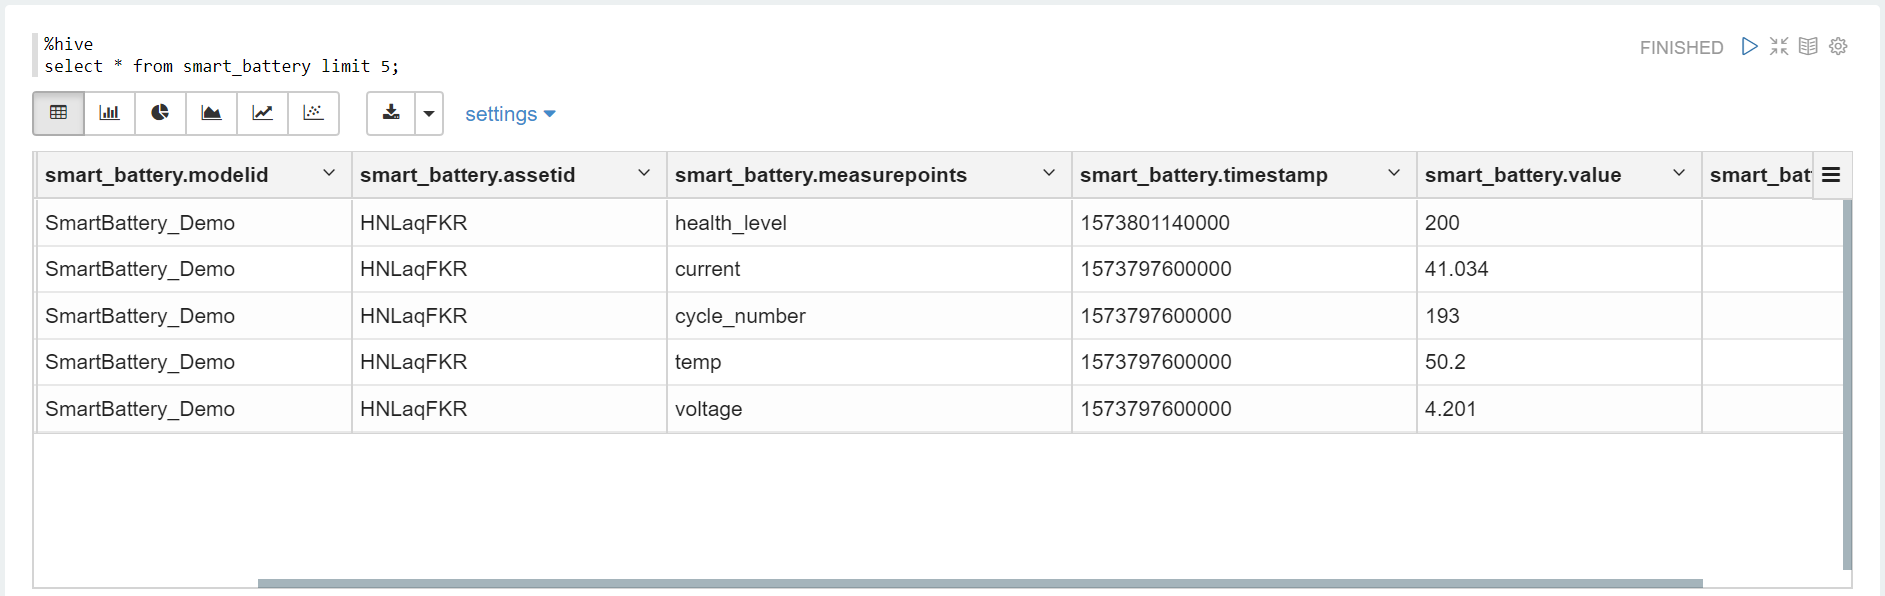 %hive
FINISHED
select * from smart_battery limit 5;
settings
smart_battery.modelid smart_battery.assetid smart_battery.measurepoints smart_battery.timestamp smart_battery.value smart_bat
SmartBattery_Demo HNLaqFKR health_level 1573801140000 200
SmartBattery_Demo HNLaqFKR current 1573797600000 41.034
SmartBattery_Demo HNLaqFKR cycle_number 1573797600000 193
SmartBattery_Demo HNLaqFKR temp 1573797600000 50.2
SmartBattery_Demo HNLaqFKR voltage 1573797600000 4.201